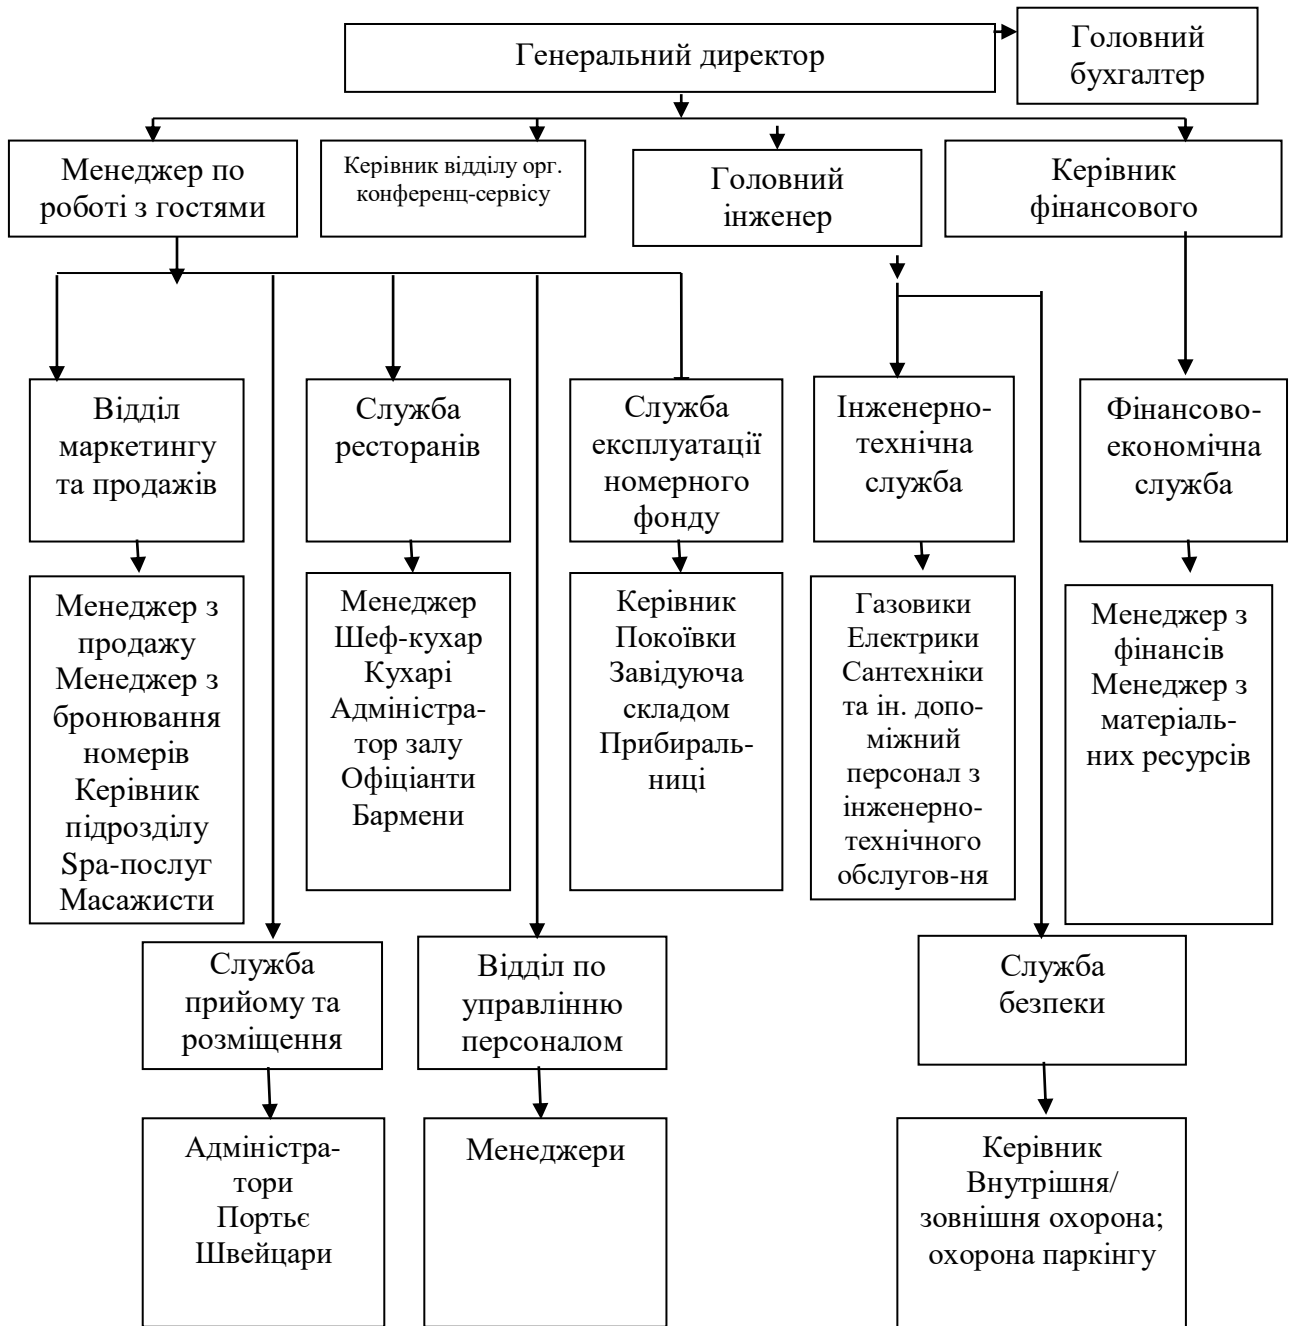 Генеральний директор
Головний
бухгалтер
Менеджер по
роботі з гостями
Керівник відділу орг.
конференц-сервісу
Головний
інженер
Керівник
фінансового
Відділ
маркетингу
та продажів
Служба
ресторанів
Служба
експлуатації
номерного
фонду
Інженерно-
технічна
служба
Фінансово-
економічна
служба
Менеджер з
продажу
Менеджер з
бронювання
номерів
Керівник
підрозділу
Spa-послуг
Масажисти
Менеджер
Шеф-кухар
Кухарі
Адміністра-
тор залу
Офіціанти
Бармени
Керівник
Покоївки
Завідуюча
складом
Прибираль-
ниці
Газовики
Електрики
Сантехніки
та ін. допо-
міжний
персонал з
інженерно-
технічного
обслугов-ня
Менеджер з
фінансів
Менеджер з
матеріаль-
них ресурсів
Служба
прийому та
розміщення
Відділ по
управлінню
персоналом
Служба
безпеки
Адміністра-
тори
Портьє
Швейцари
Менеджери
Керівник
Внутрішня/
зовнішня охорона;
охорона паркінгу